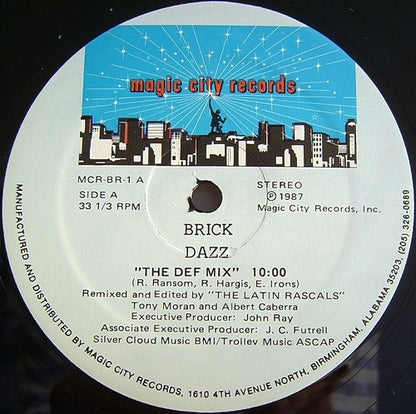 magic city records
MCR-BR-1 A
SIDE A
33 1/3 RPM
STEREO
℗ 1987
Magic City Records, Inc.
BRICK
DAZZ
"THE DEF MIX" 10:00
(R. Ransom, R. Hargis, E. Irons)
Remixed and Edited by "THE LATIN RASCALS"
Tony Moran and Albert Caberra
Executive Producer: John Ray
Associate Executive Producer: J. C. Futrell
Silver Cloud Music BMI/Trolley Music ASCAP
MANUFACTURED AND DISTRIBUTED BY MAGIC CITY RECORDS, 1610 4TH AVENUE NORTH, BIRMINGHAM, ALABAMA 35203, (205) 326-0689